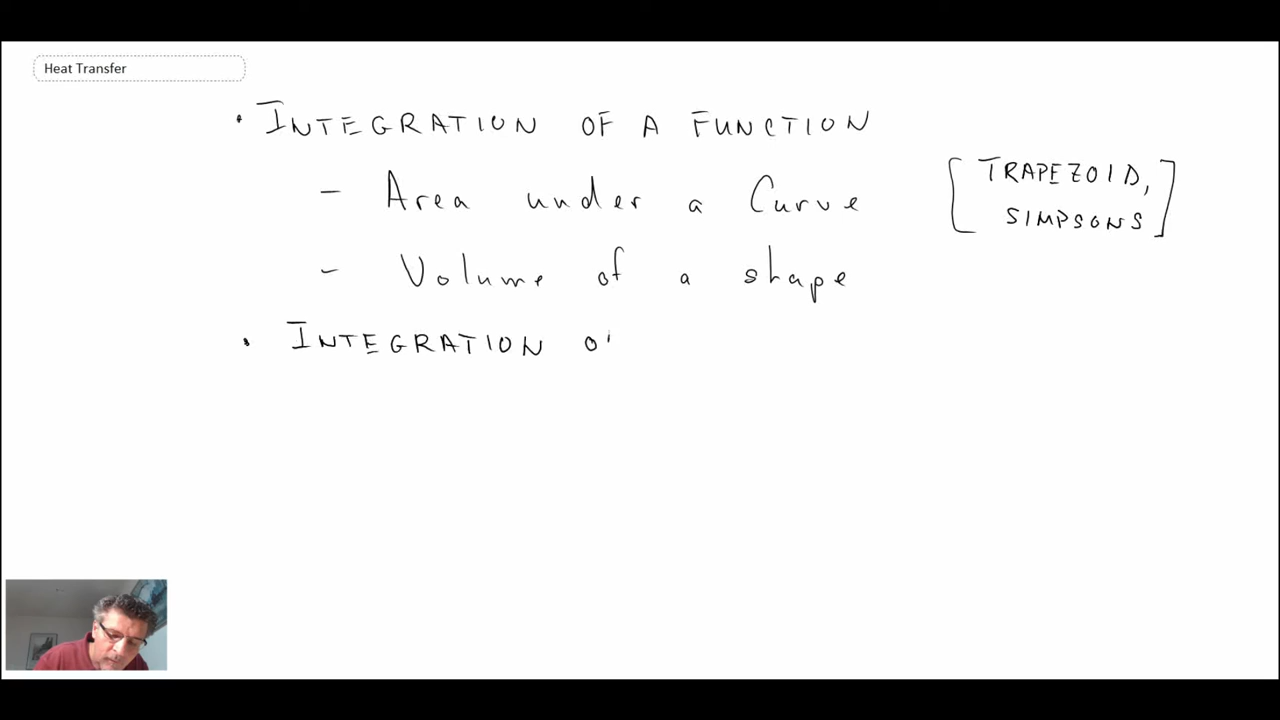 Heat Transfer
• INTEGRATION OF A FUNCTION
- Area under a Curve
[TRAPEZOID,
SIMPSONS]
- Volume of a shape
• INTEGRATION